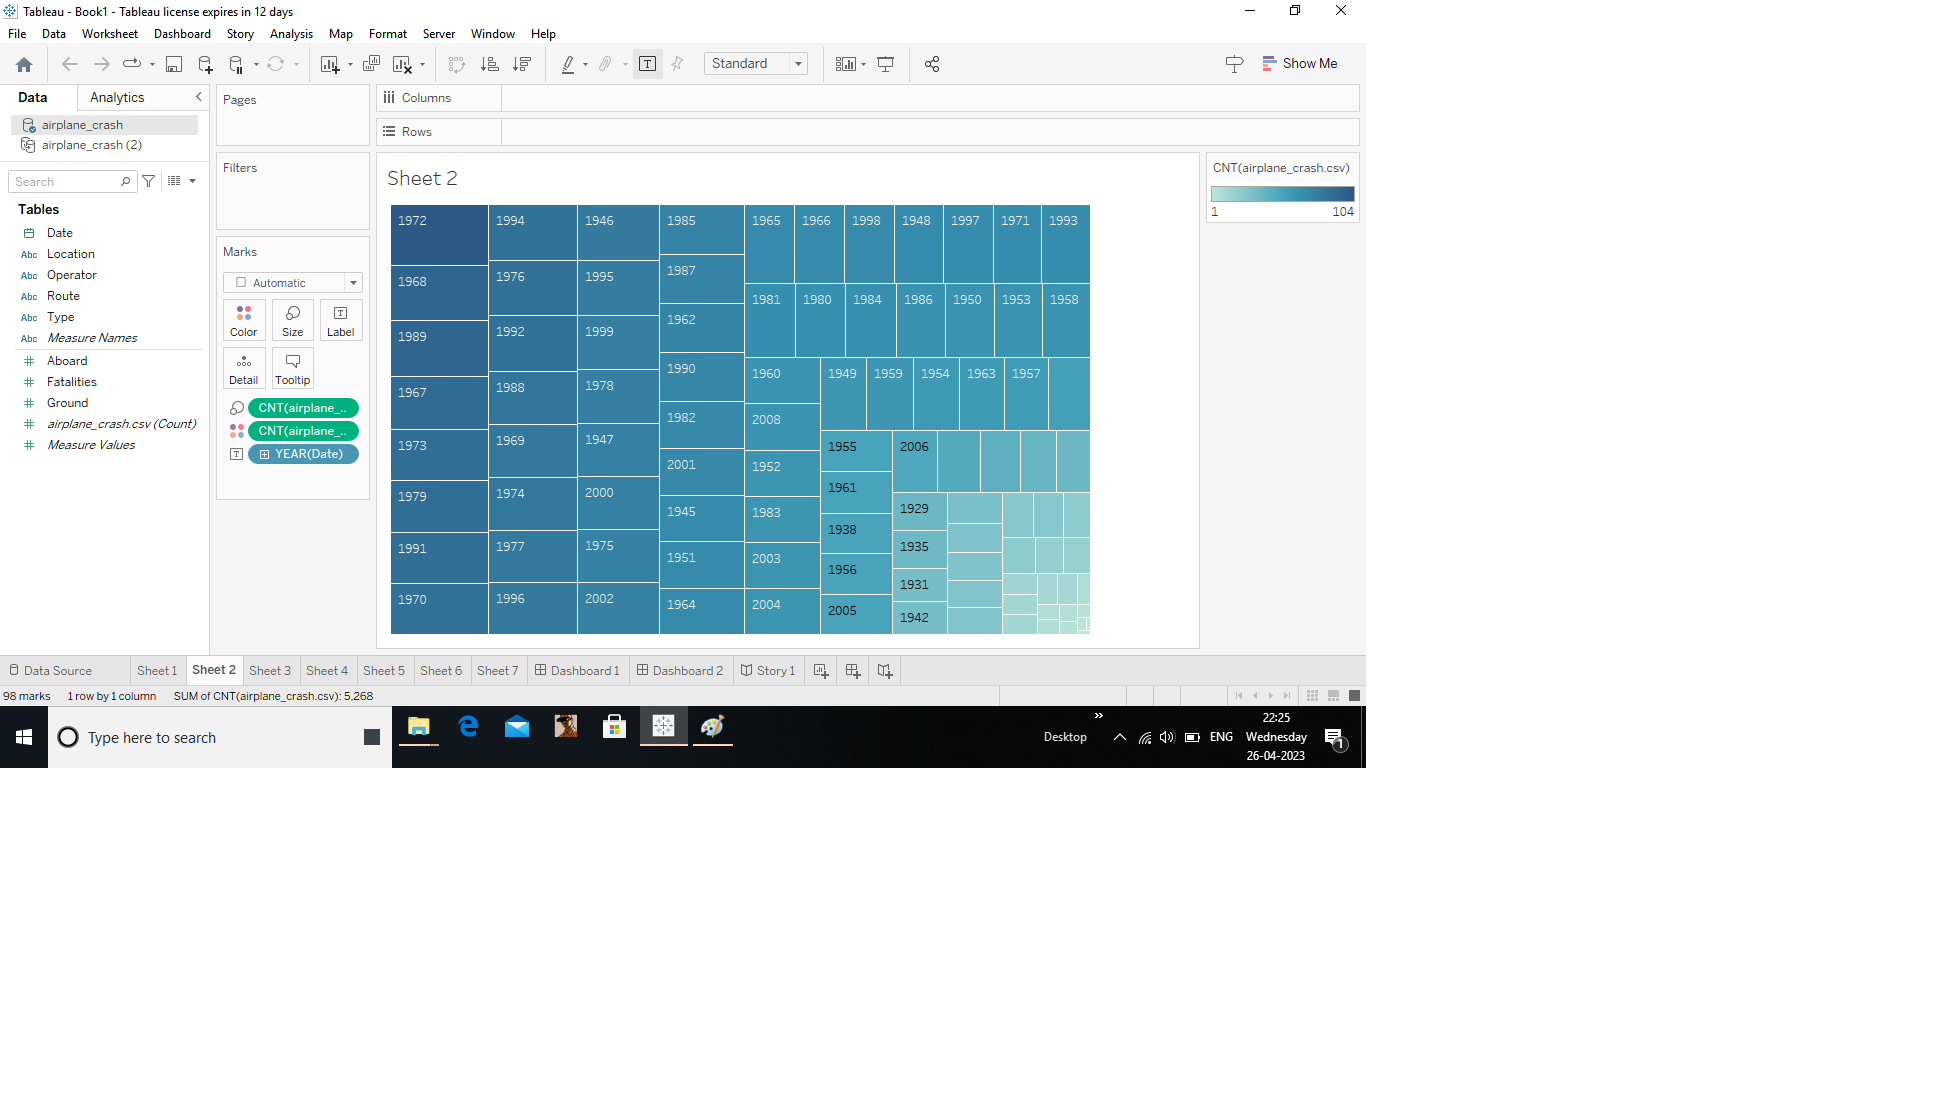 Tableau - Book1 - Tableau license expires in 12 days
File Data Worksheet Dashboard Story Analysis Map Format Server Window Help
Standard
Show Me
Data Analytics
airplane_crash
airplane_crash (2)
Search
Tables
Date
Abc Location
Abc Operator
Abc Route
Abc Type
Abc Measure Names
Aboard
Fatalities
Ground
airplane_crash.csv (Count)
Measure Values
Pages
Filters
Marks
Automatic
Color Size Label
Detail Tooltip
CNT(airplane_..
CNT(airplane_..
YEAR(Date)
Columns
Rows
Sheet 2
1972 1994 1946 1985 1965 1966 1998 1948 1997 1971 1993
1968 1976 1995 1987 1981 1980 1984 1986 1950 1953 1958
1989 1992 1999 1962
1967 1988 1978 1990 1960 1949 1959 1954 1963 1957
1973 1969 1947 1982 2008 1955 2006
1979 1974 2000 2001 1952 1961
1991 1977 1975 1945 1983 1938 1929
1951 2003 1956 1935
1970 1996 2002 1964 2004 2005 1931
1942
CNT(airplane_crash.csv)
1 104
Data Source Sheet 1 Sheet 2 Sheet 3 Sheet 4 Sheet 5 Sheet 6 Sheet 7 Dashboard 1 Dashboard 2 Story 1
98 marks 1 row by 1 column SUM of CNT(airplane_crash.csv): 5,268
Type here to search
Desktop
ENG
22:25
Wednesday
26-04-2023
1